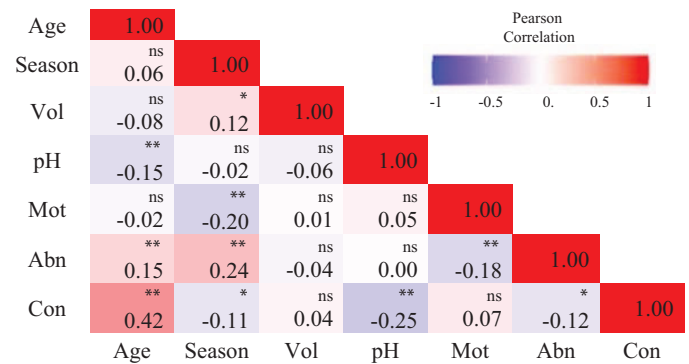 Age 1.00
Pearson
Correlation
-1 -0.5 0. 0.5 1
ns
Season 0.06 1.00
ns *
Vol -0.08 0.12 1.00
** ns ns
pH -0.15 -0.02 -0.06 1.00
ns ** ns ns
Mot -0.02 -0.20 0.01 0.05 1.00
** ** ns ns **
Abn 0.15 0.24 -0.04 0.00 -0.18 1.00
** * ns ** ns *
Con 0.42 -0.11 0.04 -0.25 0.07 -0.12 1.00
Age Season Vol pH Mot Abn Con